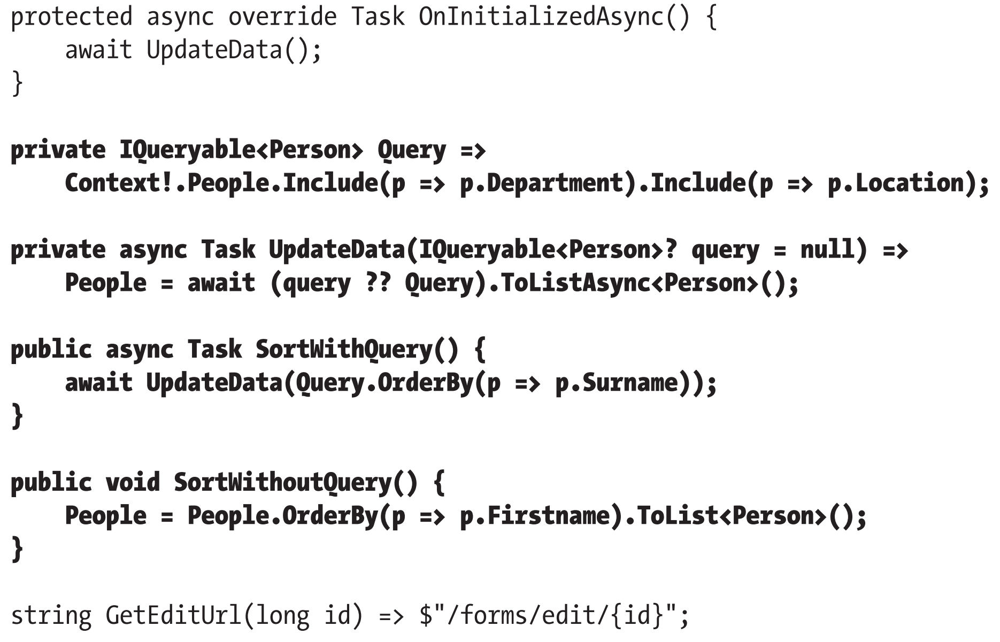 protected async override Task OnInitializedAsync() {
    await UpdateData();
}

private IQueryable<Person> Query =>
    Context!.People.Include(p => p.Department).Include(p => p.Location);

private async Task UpdateData(IQueryable<Person>? query = null) =>
    People = await (query ?? Query).ToListAsync<Person>();

public async Task SortWithQuery() {
    await UpdateData(Query.OrderBy(p => p.Surname));
}

public void SortWithoutQuery() {
    People = People.OrderBy(p => p.Firstname).ToList<Person>();
}

string GetEditUrl(long id) => $"/forms/edit/{id}";